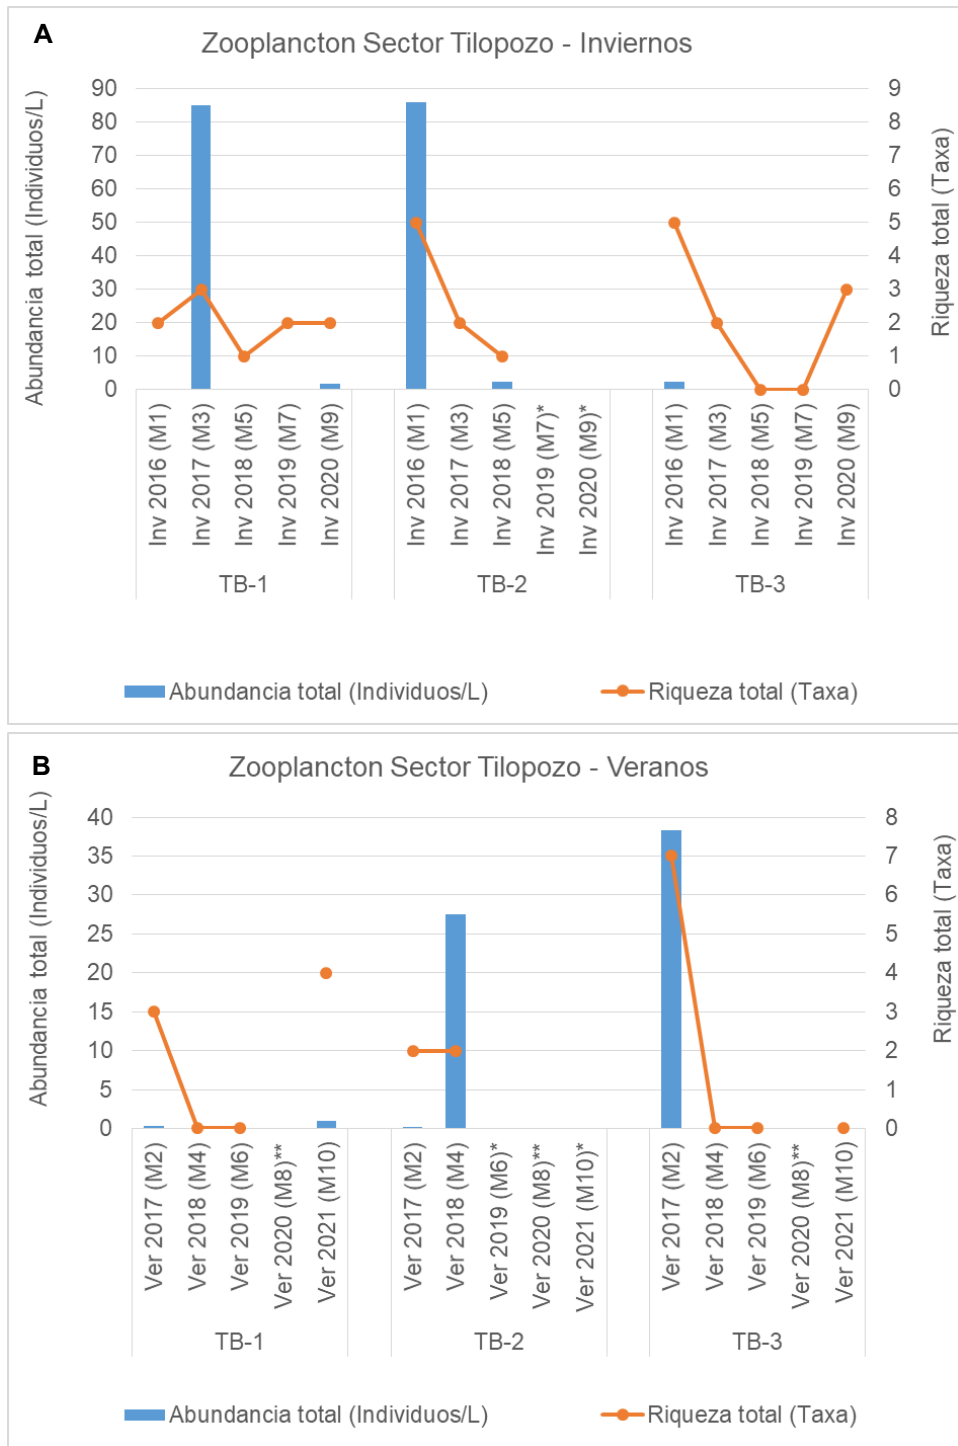 A
Zooplancton Sector Tilopozo - Inviernos
Abundancia total (Individuos/L)
90
80
70
60
50
40
30
20
10
0
9
8
7
6
5
4
3
2
1
0
Riqueza total (Taxa)
Inv 2016 (M1)
Inv 2017 (M3)
Inv 2018 (M5)
Inv 2019 (M7)
Inv 2020 (M9)
Inv 2016 (M1)
Inv 2017 (M3)
Inv 2018 (M5)
Inv 2019 (M7)*
Inv 2020 (M9)*
Inv 2016 (M1)
Inv 2017 (M3)
Inv 2018 (M5)
Inv 2019 (M7)
Inv 2020 (M9)
TB-1
TB-2
TB-3
Abundancia total (Individuos/L)
Riqueza total (Taxa)
B
Zooplancton Sector Tilopozo - Veranos
Abundancia total (Individuos/L)
40
35
30
25
20
15
10
5
0
8
7
6
5
4
3
2
1
0
Riqueza total (Taxa)
Ver 2017 (M2)
Ver 2018 (M4)
Ver 2019 (M6)
Ver 2020 (M8)**
Ver 2021 (M10)
Ver 2017 (M2)
Ver 2018 (M4)
Ver 2019 (M6)*
Ver 2020 (M8)**
Ver 2021 (M10)*
Ver 2017 (M2)
Ver 2018 (M4)
Ver 2019 (M6)
Ver 2020 (M8)**
Ver 2021 (M10)
TB-1
TB-2
TB-3
Abundancia total (Individuos/L)
Riqueza total (Taxa)